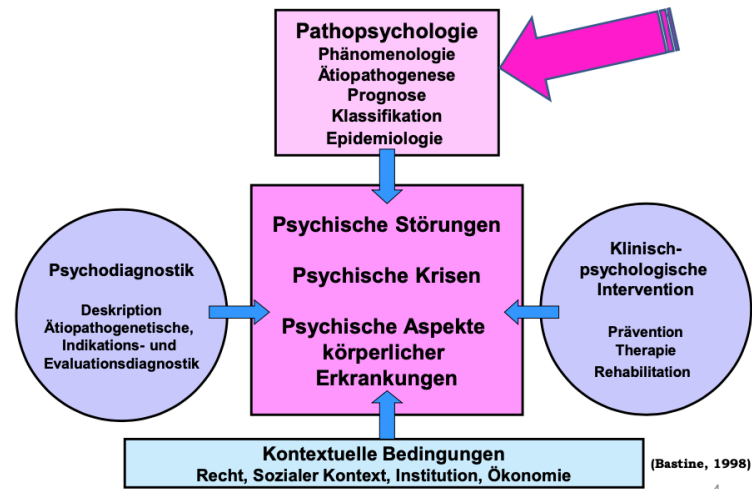 Pathopsychologie
Phänomenologie
Ätiopathogenese
Prognose
Klassifikation
Epidemiologie
Psychische Störungen
Psychische Krisen
Psychische Aspekte
körperlicher
Erkrankungen
Psychodiagnostik
Deskription
Ätiopathogenetische,
Indikations- und
Evaluationsdiagnostik
Klinisch-
psychologische
Intervention
Prävention
Therapie
Rehabilitation
Kontextuelle Bedingungen
Recht, Sozialer Kontext, Institution, Ökonomie
(Bastine, 1998)